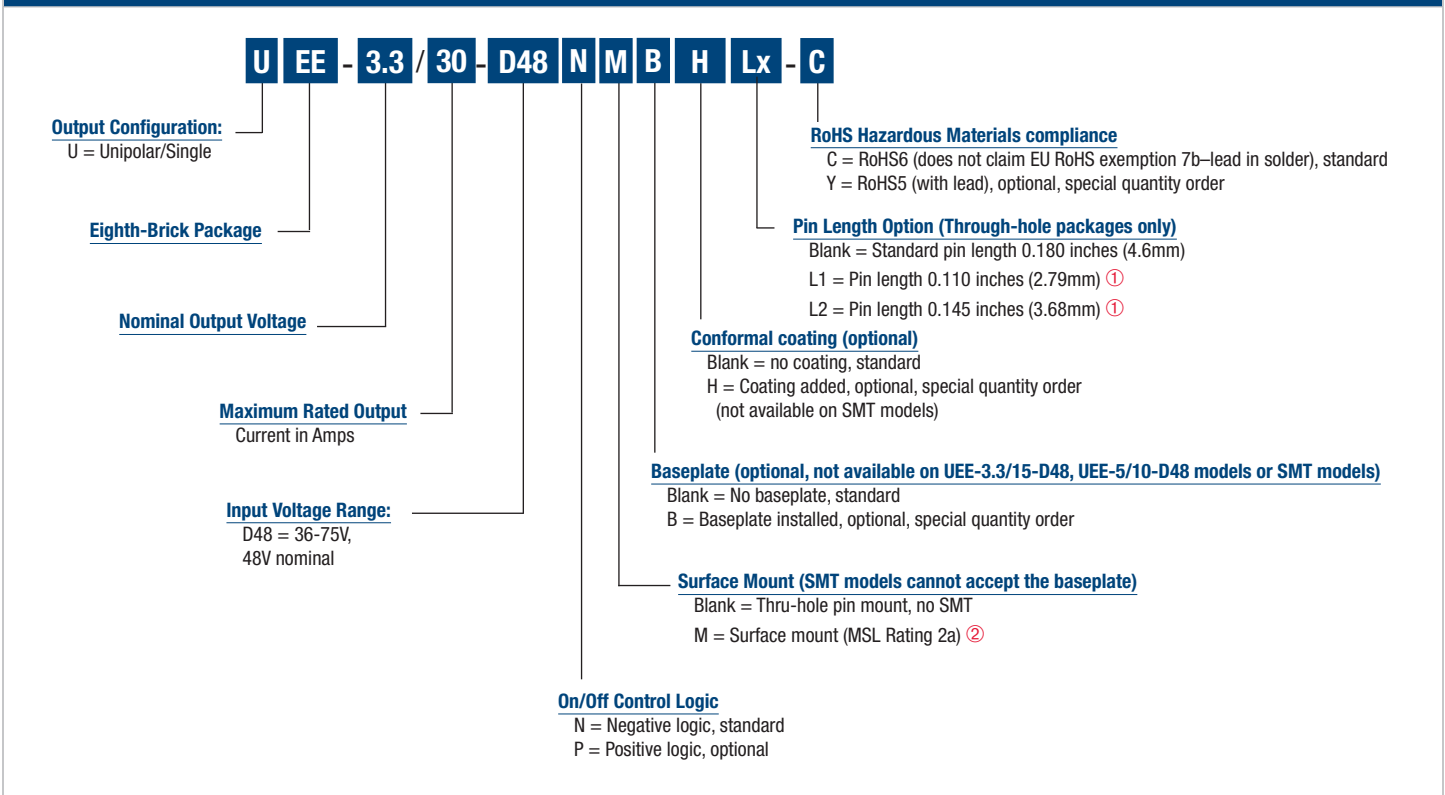 U EE - 3.3 / 30 - D48 N M B H Lx - C
Output Configuration:
U = Unipolar/Single
Eighth-Brick Package
Nominal Output Voltage
Maximum Rated Output
Current in Amps
Input Voltage Range:
D48 = 36-75V,
48V nominal
RoHS Hazardous Materials compliance
C = RoHS6 (does not claim EU RoHS exemption 7b–lead in solder), standard
Y = RoHS5 (with lead), optional, special quantity order
Pin Length Option (Through-hole packages only)
Blank = Standard pin length 0.180 inches (4.6mm)
L1 = Pin length 0.110 inches (2.79mm) ①
L2 = Pin length 0.145 inches (3.68mm) ①
Conformal coating (optional)
Blank = no coating, standard
H = Coating added, optional, special quantity order
(not available on SMT models)
Baseplate (optional, not available on UEE-3.3/15-D48, UEE-5/10-D48 models or SMT models)
Blank = No baseplate, standard
B = Baseplate installed, optional, special quantity order
Surface Mount (SMT models cannot accept the baseplate)
Blank = Thru-hole pin mount, no SMT
M = Surface mount (MSL Rating 2a) ②
On/Off Control Logic
N = Negative logic, standard
P = Positive logic, optional